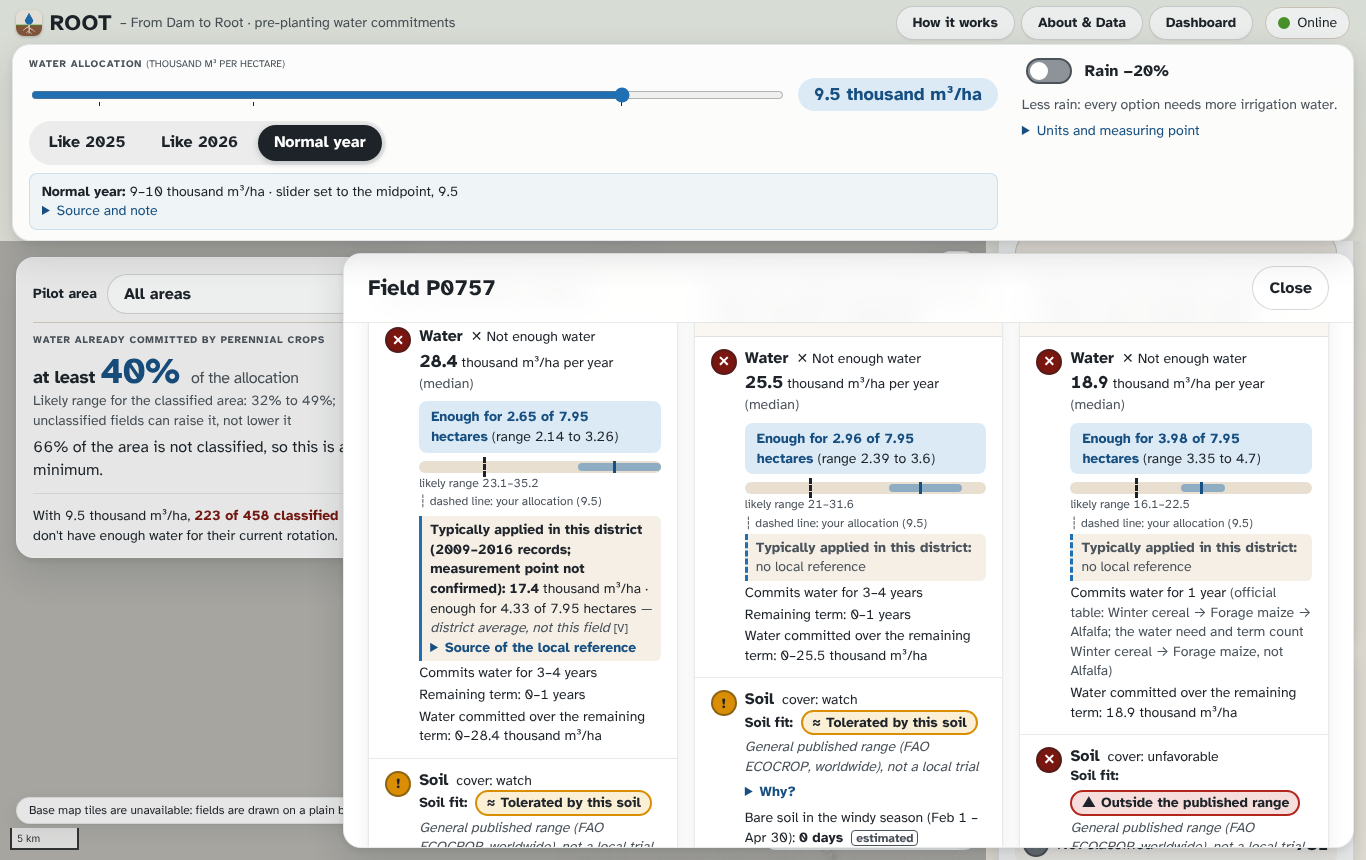 ROOT – From Dam to Root · pre-planting water commitments
How it works
About & Data
Dashboard
Online
WATER ALLOCATION (THOUSAND M³ PER HECTARE)
9.5 thousand m³/ha
Like 2025
Like 2026
Normal year
Normal year: 9–10 thousand m³/ha · slider set to the midpoint, 9.5
Source and note
Rain −20%
Less rain: every option needs more irrigation water.
Units and measuring point
Pilot area
All areas
WATER ALREADY COMMITTED BY PERENNIAL CROPS
at least 40% of the allocation
Likely range for the classified area: 32% to 49%;
unclassified fields can raise it, not lower it
66% of the area is not classified, so this is a
minimum.
With 9.5 thousand m³/ha, 223 of 458 classified
don't have enough water for their current rotation.
Base map tiles are unavailable: fields are drawn on a plain b
5 km
Field P0757
Close
Water ✕ Not enough water
28.4 thousand m³/ha per year
(median)
Enough for 2.65 of 7.95
hectares (range 2.14 to 3.26)
likely range 23.1–35.2
dashed line: your allocation (9.5)
Typically applied in this district
(2009–2016 records;
measurement point not
confirmed): 17.4 thousand m³/ha ·
enough for 4.33 of 7.95 hectares —
district average, not this field [V]
Source of the local reference
Commits water for 3–4 years
Remaining term: 0–1 years
Water committed over the remaining
term: 0–28.4 thousand m³/ha
Soil cover: watch
Soil fit: ≈ Tolerated by this soil
General published range (FAO
ECOCROP, worldwide), not a local trial
Water ✕ Not enough water
25.5 thousand m³/ha per year
(median)
Enough for 2.96 of 7.95
hectares (range 2.39 to 3.6)
likely range 21–31.6
dashed line: your allocation (9.5)
Typically applied in this district:
no local reference
Commits water for 3–4 years
Remaining term: 0–1 years
Water committed over the remaining
term: 0–25.5 thousand m³/ha
Soil cover: watch
Soil fit: ≈ Tolerated by this soil
General published range (FAO
ECOCROP, worldwide), not a local trial
Why?
Bare soil in the windy season (Feb 1 –
Apr 30): 0 days estimated
Water ✕ Not enough water
18.9 thousand m³/ha per year
(median)
Enough for 3.98 of 7.95
hectares (range 3.35 to 4.7)
likely range 16.1–22.5
dashed line: your allocation (9.5)
Typically applied in this district:
no local reference
Commits water for 1 year (official
table: Winter cereal → Forage maize →
Alfalfa; the water need and term count
Winter cereal → Forage maize, not
Alfalfa)
Water committed over the remaining
term: 18.9 thousand m³/ha
Soil cover: unfavorable
Soil fit:
▲ Outside the published range
General published range (FAO
ECOCROP, worldwide), not a local trial